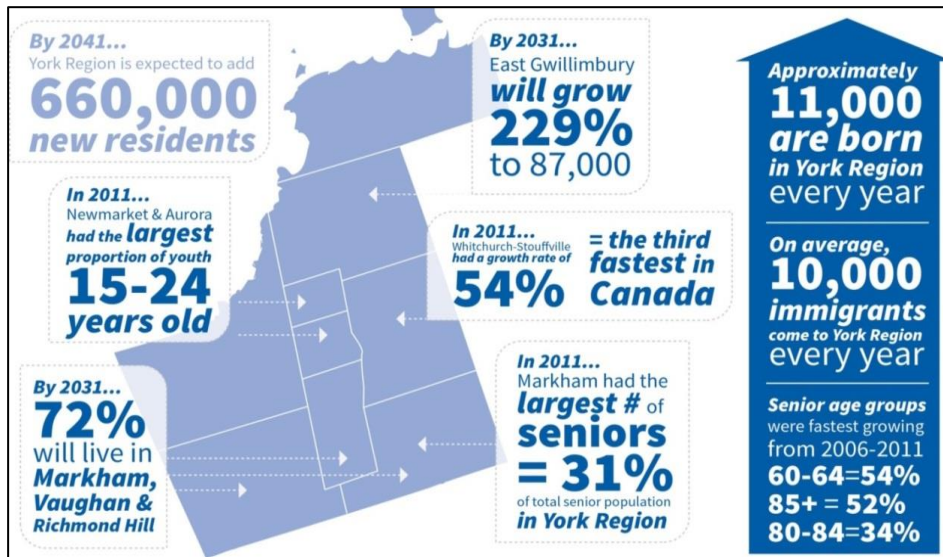 By 2041...
York Region is expected to add
660,000
new residents
By 2031...
East Gwillimbury
will grow
229%
to 87,000
In 2011...
Newmarket & Aurora
had the largest
proportion of youth
15-24
years old
In 2011...
Whitchurch-Stouffville
had a growth rate of
54%
= the third
fastest in
Canada
By 2031...
72%
will live in
Markham,
Vaughan &
Richmond Hill
In 2011...
Markham had the
largest # of
seniors
= 31%
of total senior population
in York Region
Approximately
11,000
are born
in York Region
every year
On average,
10,000
immigrants
come to York Region
every year
Senior age groups
were fastest growing
from 2006-2011
60-64=54%
85+ = 52%
80-84=34%